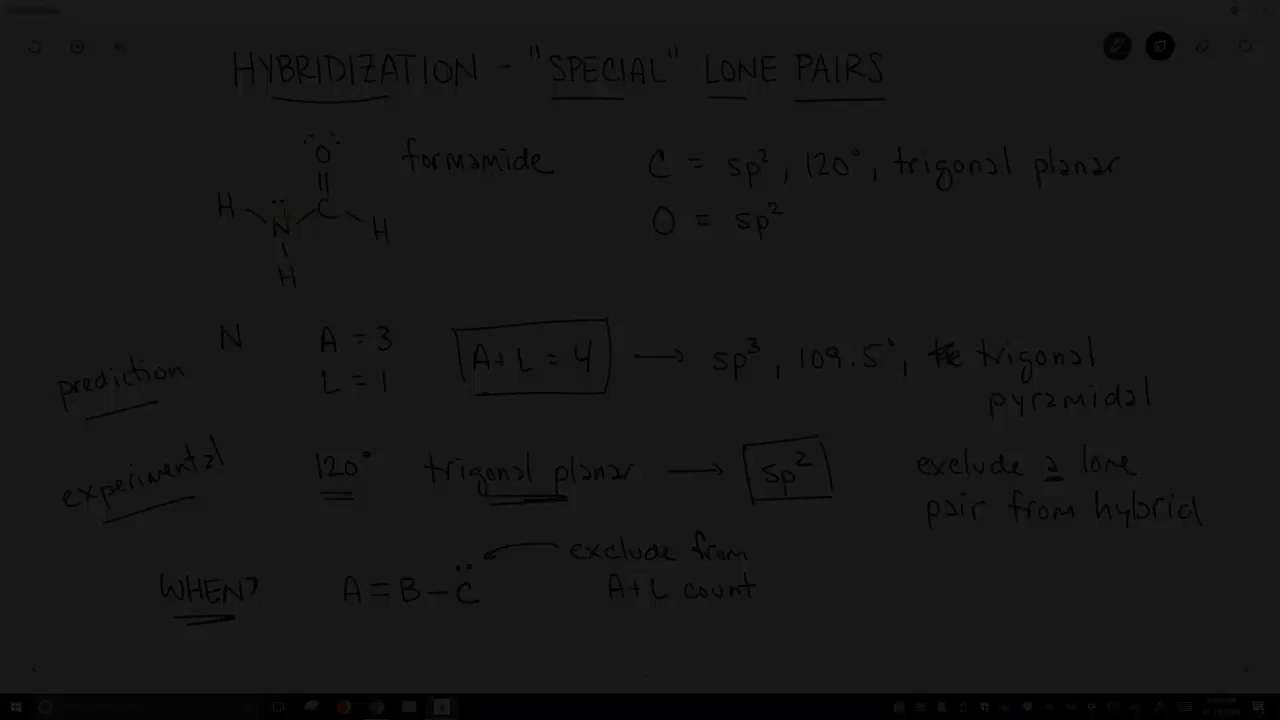 HYBRIDIZATION - "SPECIAL" LONE PAIRS
O
H N C H
H
formamide
C = sp², 120°, trigonal planar
O = sp²
prediction
N A = 3
L = 1
A+L = 4 → sp³, 109.5°, trigonal
pyramidal
experimental 120° trigonal planar → sp²
exclude a lone
pair from hybrid
WHEN? A=B-C̈
exclude from
A+L count